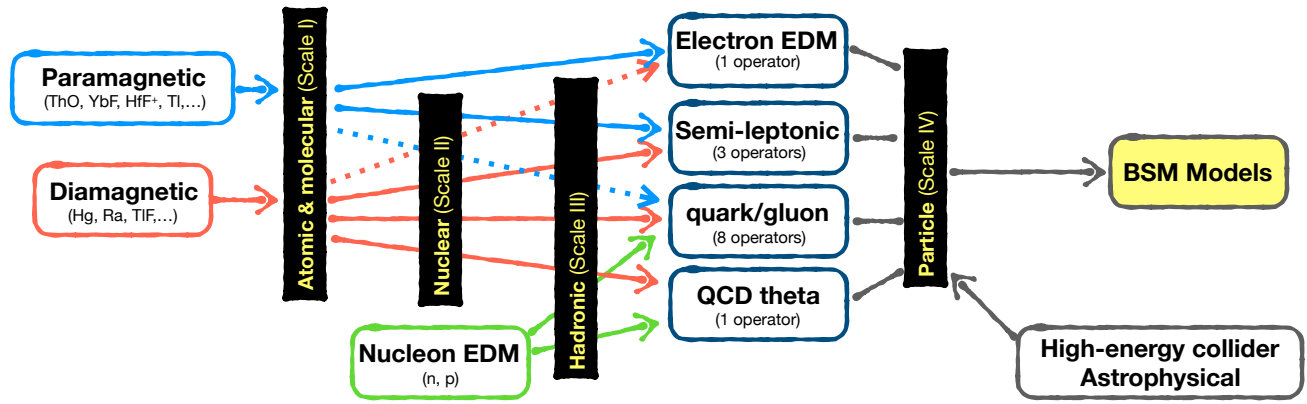 Paramagnetic
(ThO, YbF, HfF⁺, Tl,…)
Diamagnetic
(Hg, Ra, TlF,…)
Atomic & molecular (Scale I)
Nuclear (Scale II)
Nucleon EDM
(n, p)
Hadronic (Scale III)
Electron EDM
(1 operator)
Semi-leptonic
(3 operators)
quark/gluon
(8 operators)
QCD theta
(1 operator)
Particle (Scale IV)
BSM Models
High-energy collider
Astrophysical